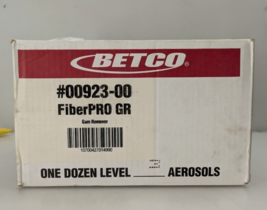 BETCO®
#00923-00
FiberPRO GR
Gum Remover
ONE DOZEN LEVEL AEROSOLS